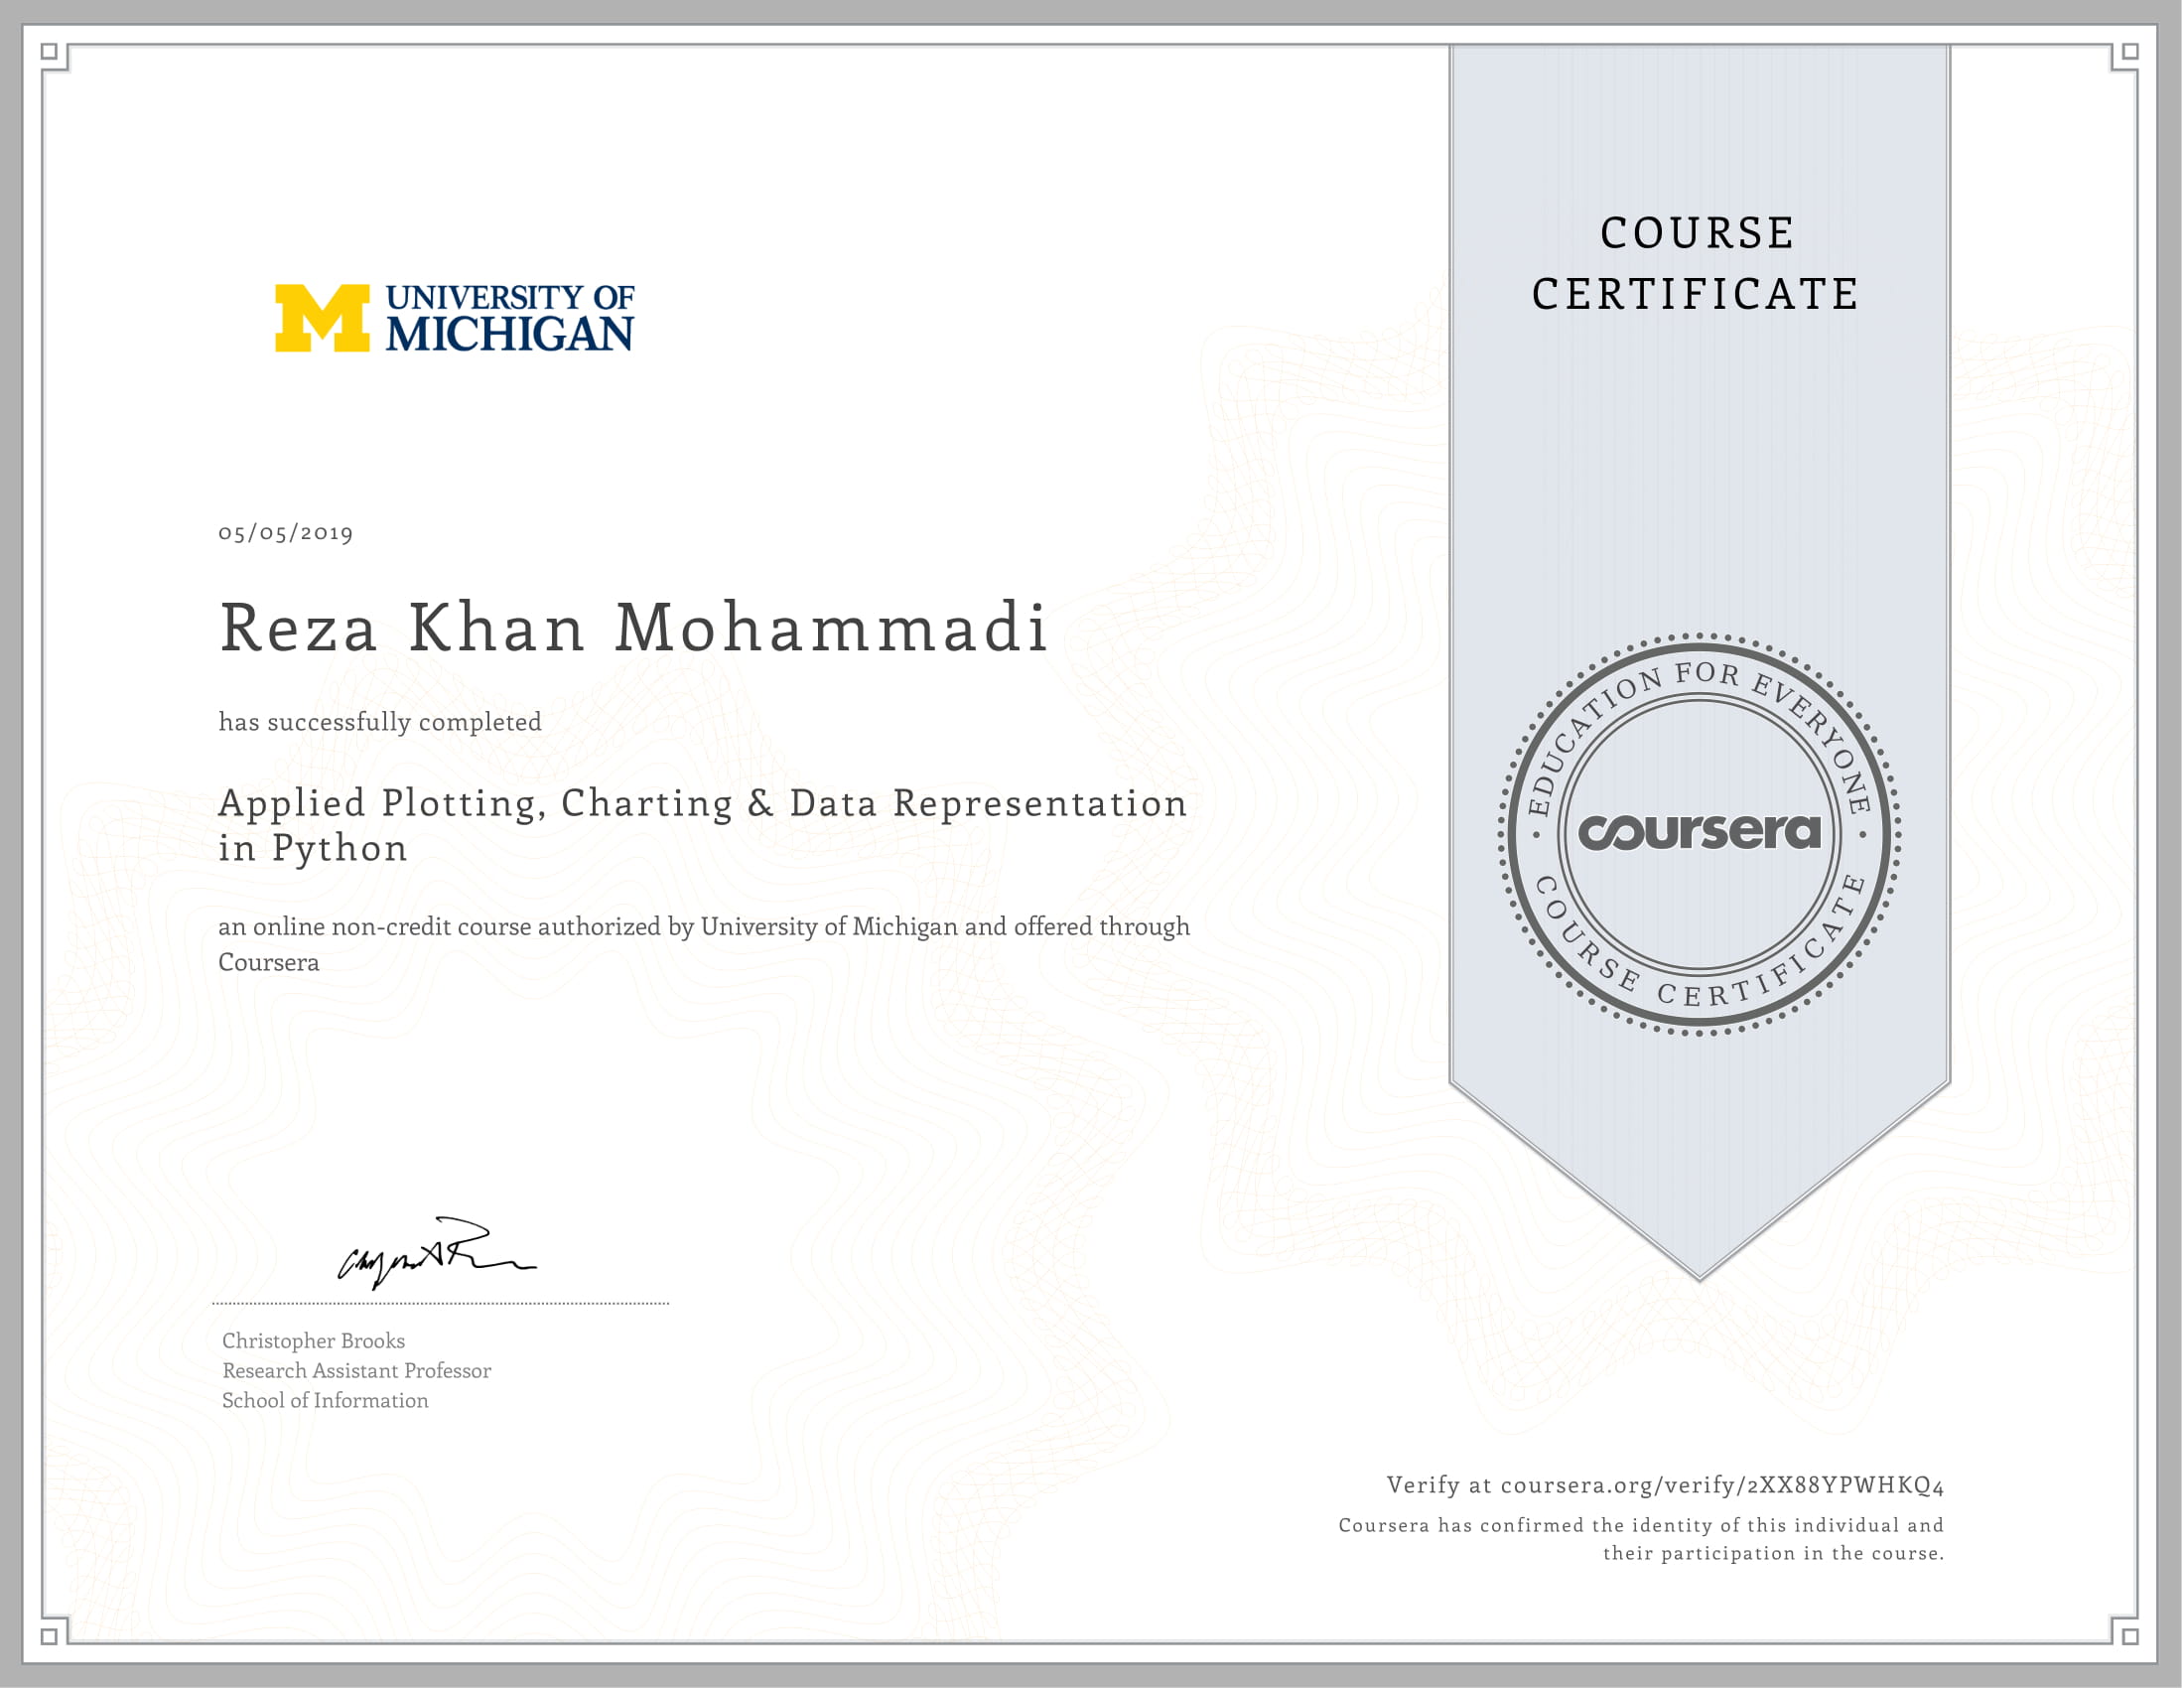 UNIVERSITY OF
MICHIGAN
05/05/2019
Reza Khan Mohammadi
has successfully completed
Applied Plotting, Charting & Data Representation
in Python
an online non-credit course authorized by University of Michigan and offered through
Coursera
Christopher Brooks
Research Assistant Professor
School of Information
COURSE
CERTIFICATE
EDUCATION FOR EVERYONE
coursera
COURSE CERTIFICATE
Verify at coursera.org/verify/2XX88YPWHKQ4
Coursera has confirmed the identity of this individual and
their participation in the course.